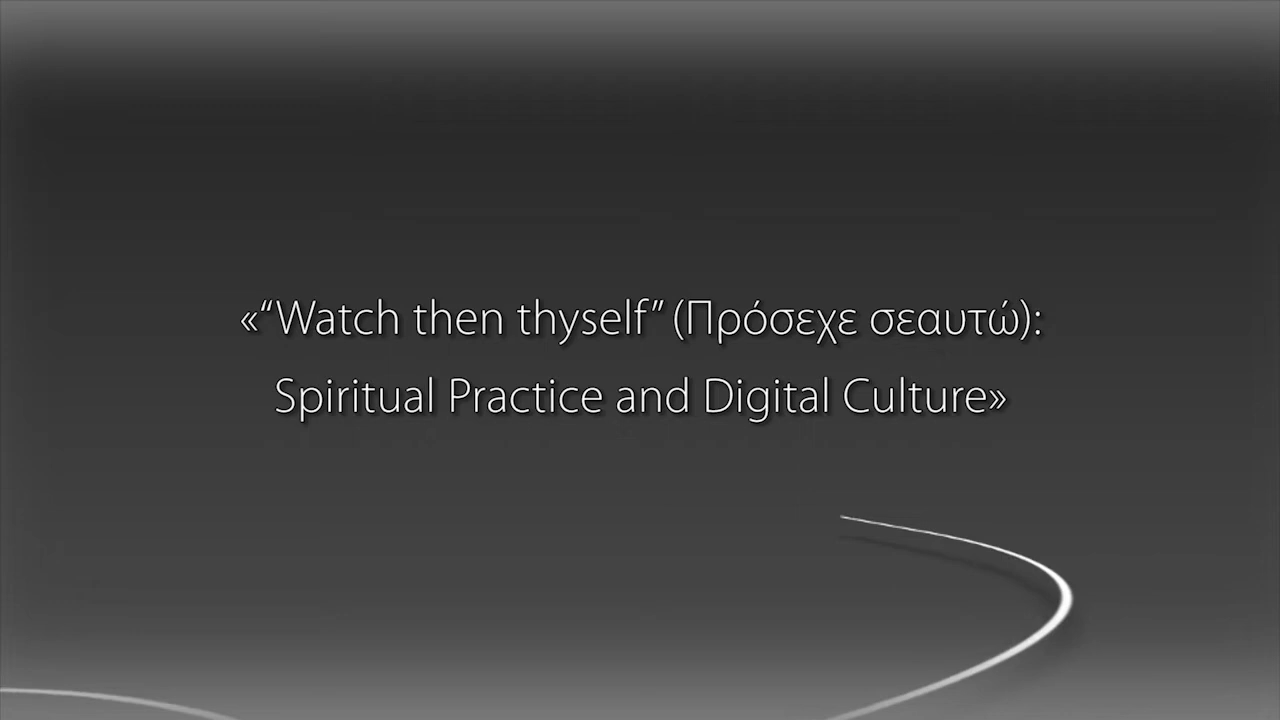 «“Watch then thyself” (Πρόσεχε σεαυτώ):
Spiritual Practice and Digital Culture»